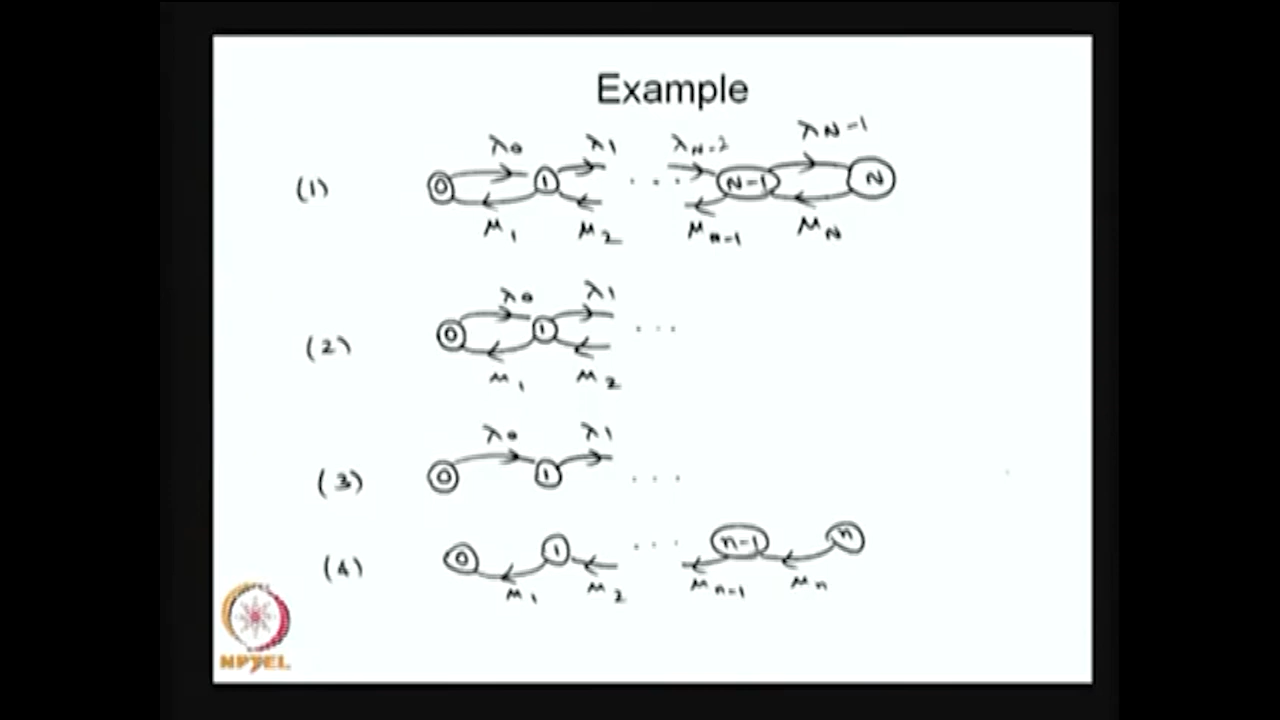 Example
λ0 λ1 λN-2 λN-1
(1) 0 1 ... N-1 N
μ1 μ2 μn-1 μN
λ0 λ1
(2) 0 1 ...
μ1 μ2
λ0 λ1
(3) 0 1 ...
(4) 0 1 ... n-1 n
μ1 μ2 μn-1 μn
NPTEL